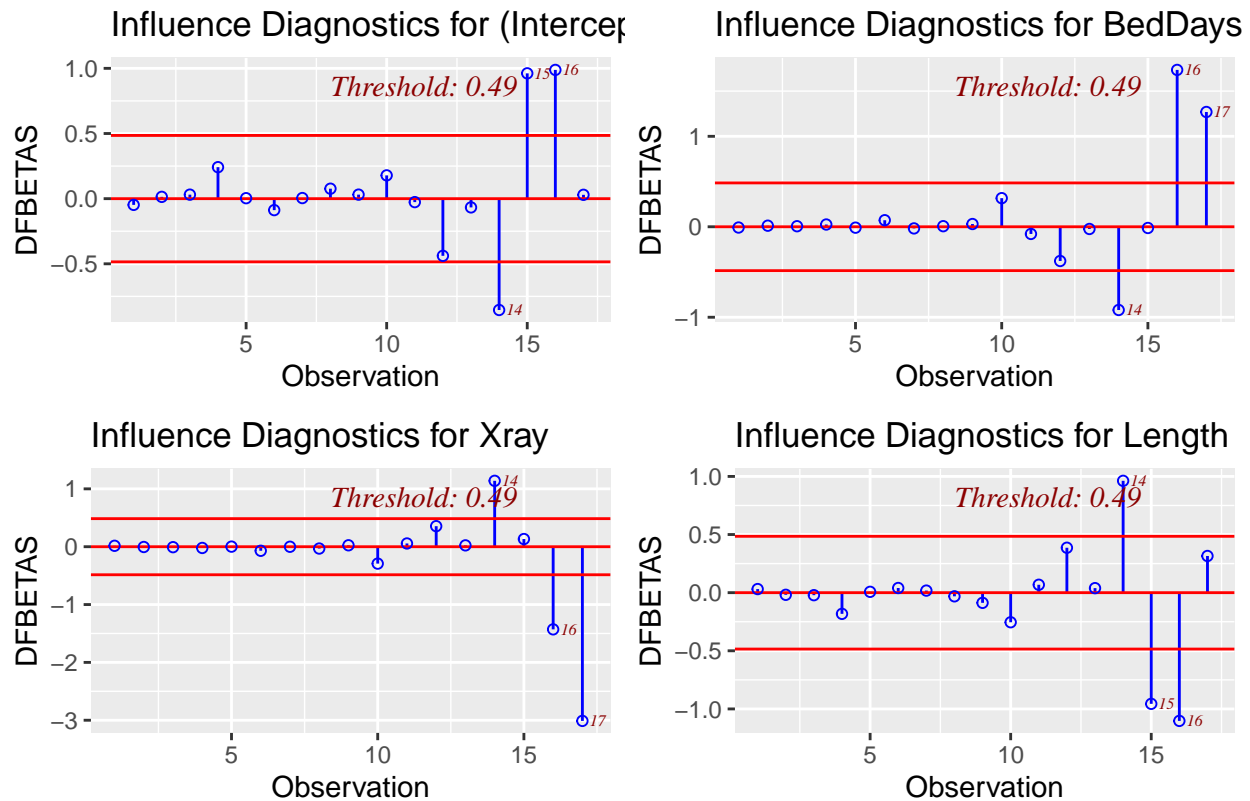 Influence Diagnostics for (Intercep
Threshold: 0.49
15
16
14
1.0
0.5
0.0
−0.5
5
10
15
DFBETAS
Observation
Influence Diagnostics for BedDays
Threshold: 0.49
16
17
14
1
0
−1
5
10
15
DFBETAS
Observation
Influence Diagnostics for Xray
Threshold: 0.49
14
16
17
1
0
−1
−2
−3
5
10
15
DFBETAS
Observation
Influence Diagnostics for Length
Threshold: 0.49
14
15
16
1.0
0.5
0.0
−0.5
−1.0
5
10
15
DFBETAS
Observation